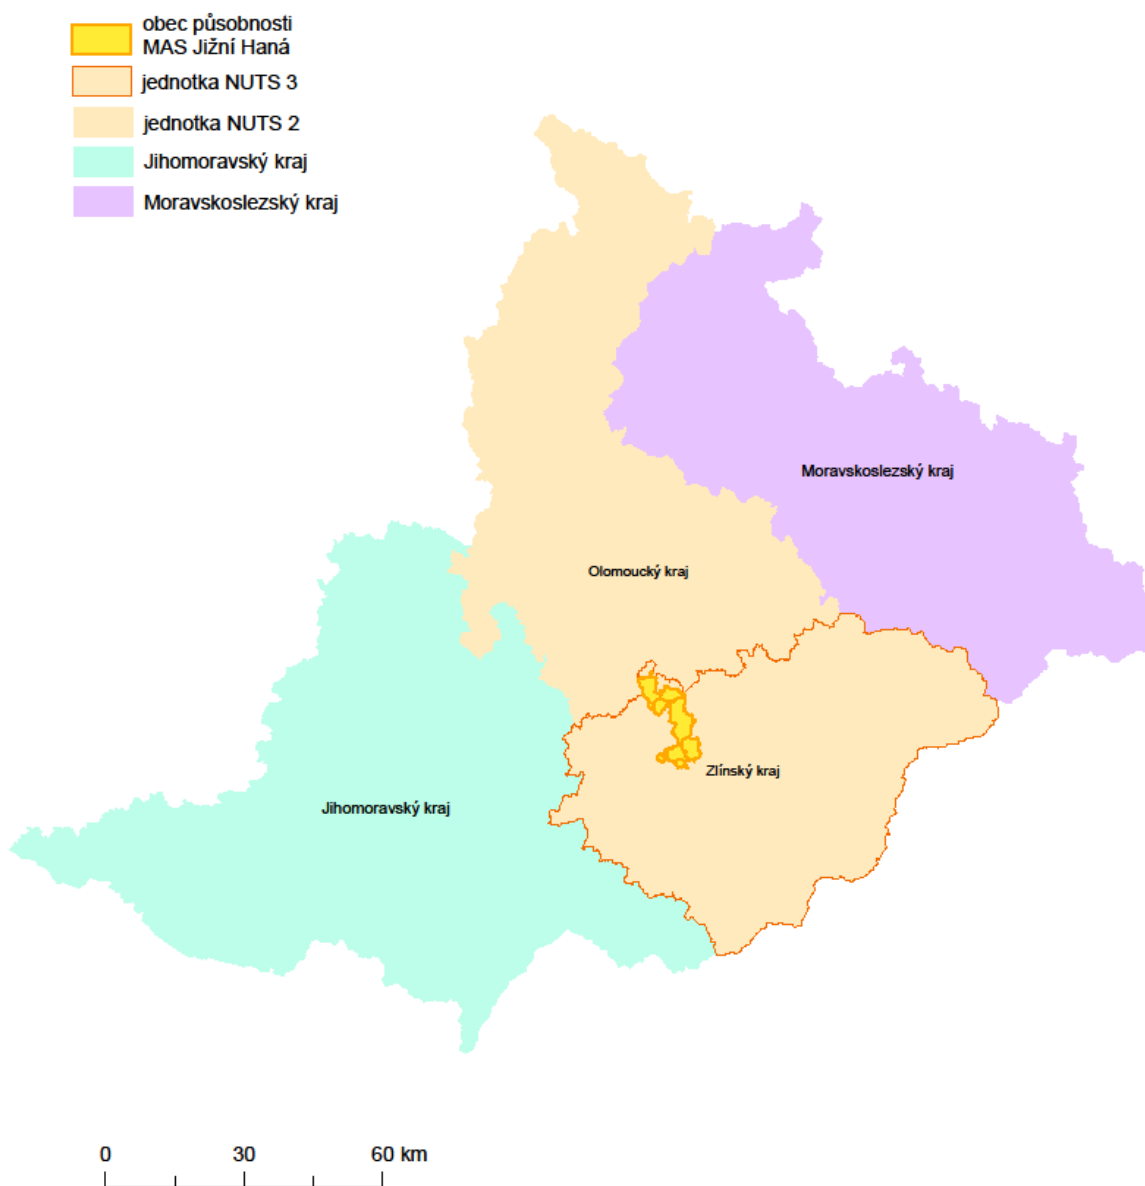 obec působnosti
MAS Jižní Haná
jednotka NUTS 3
jednotka NUTS 2
Jihomoravský kraj
Moravskoslezský kraj
Moravskoslezský kraj
Olomoucký kraj
Zlínský kraj
Jihomoravský kraj
0 30 60 km